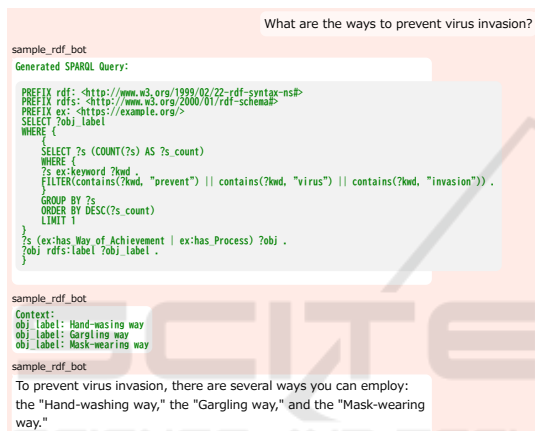 What are the ways to prevent virus invasion?
sample_rdf_bot
Generated SPARQL Query:
PREFIX rdf: <http://www.w3.org/1999/02/22-rdf-syntax-ns#>
PREFIX rdfs: <http://www.w3.org/2000/01/rdf-schema#>
PREFIX ex: <https://example.org/>
SELECT ?obj_label
WHERE {
{
SELECT ?s (COUNT(?s) AS ?s_count)
WHERE {
?s ex:keyword ?kwd .
FILTER(contains(?kwd, "prevent") || contains(?kwd, "virus") || contains(?kwd, "invasion")) .
}
GROUP BY ?s
ORDER BY DESC(?s_count)
LIMIT 1
}
?s (ex:has_Way_of_Achievement | ex:has_Process) ?obj .
?obj rdfs:label ?obj_label .
}
sample_rdf_bot
Context:
obj_label: Hand-wasing way
obj_label: Gargling way
obj_label: Mask-wearing way
sample_rdf_bot
To prevent virus invasion, there are several ways you can employ:
the "Hand-washing way," the "Gargling way," and the "Mask-wearing
way."